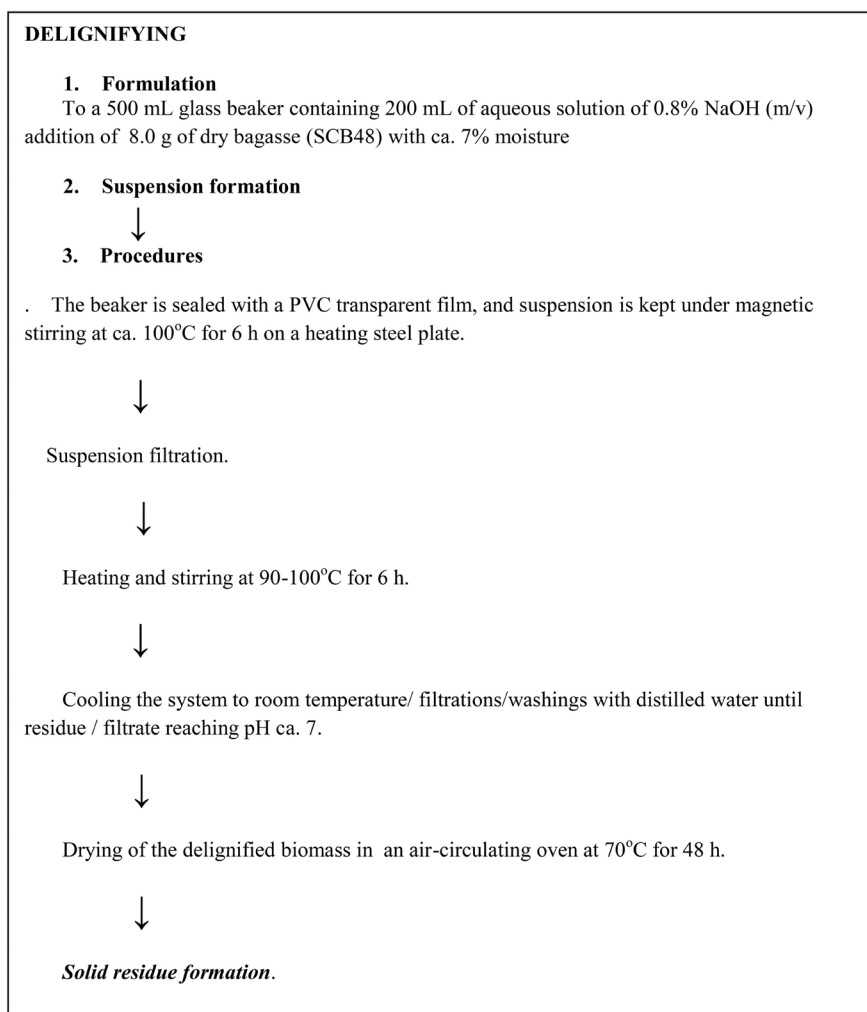 DELIGNIFYING
1. Formulation
To a 500 mL glass beaker containing 200 mL of aqueous solution of 0.8% NaOH (m/v)
addition of 8.0 g of dry bagasse (SCB48) with ca. 7% moisture
2. Suspension formation
↓
3. Procedures
. The beaker is sealed with a PVC transparent film, and suspension is kept under magnetic
stirring at ca. 100°C for 6 h on a heating steel plate.
↓
Suspension filtration.
↓
Heating and stirring at 90-100°C for 6 h.
↓
Cooling the system to room temperature/ filtrations/washings with distilled water until
residue / filtrate reaching pH ca. 7.
↓
Drying of the delignified biomass in an air-circulating oven at 70°C for 48 h.
↓
Solid residue formation.